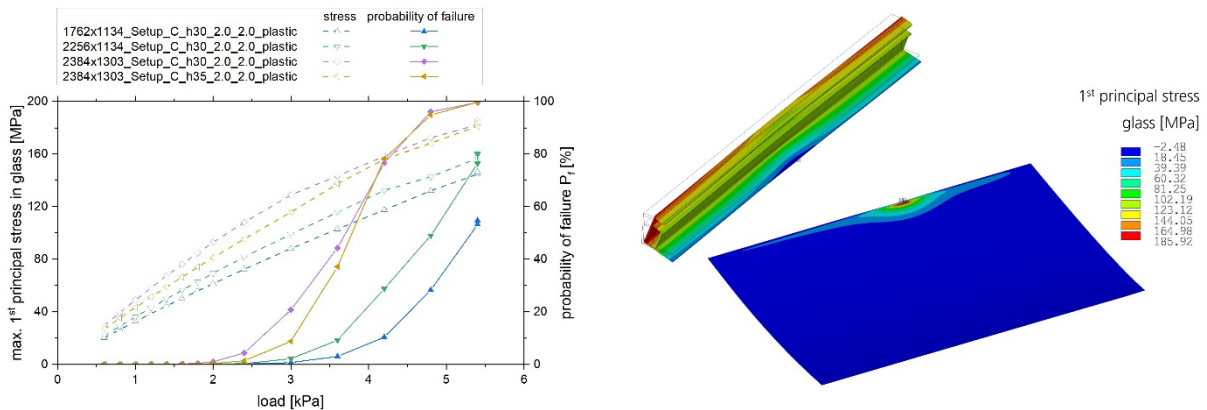 stress probability of failure
1762x1134_Setup_C_h30_2.0_2.0_plastic
2256x1134_Setup_C_h30_2.0_2.0_plastic
2384x1303_Setup_C_h30_2.0_2.0_plastic
2384x1303_Setup_C_h35_2.0_2.0_plastic
max. 1st principal stress in glass [MPa]
200
160
120
80
40
0
100
80
60
40
20
0
probability of failure Pf [%]
0 1 2 3 4 5 6
load [kPa]
1st principal stress
glass [MPa]
-2.48
18.45
39.39
60.32
81.25
102.19
123.12
144.05
164.98
185.92